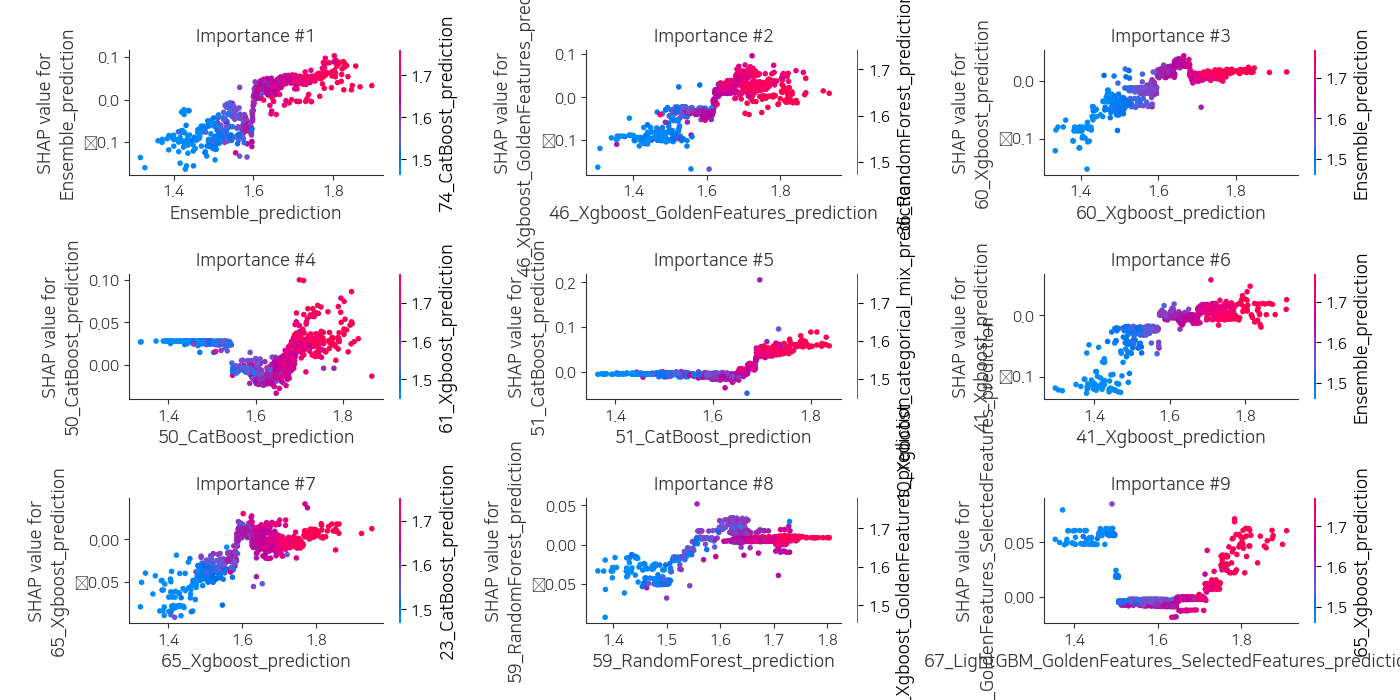 Importance #1
SHAP value for
Ensemble_prediction
0.1
0.0
0.1
1.4
1.6
1.8
Ensemble_prediction
1.7
1.6
1.5
74_CatBoost_prediction
Importance #2
SHAP value for
46_Xgboost_GoldenFeatures_prediction
0.1
0.0
0.1
1.4
1.6
1.8
46_Xgboost_GoldenFeatures_prediction
1.7
1.6
1.5
Importance #3
SHAP value for
60_Xgboost_prediction
0.0
0.1
1.4
1.6
1.8
60_Xgboost_prediction
1.7
1.6
1.5
Ensemble_prediction
Importance #4
SHAP value for
50_CatBoost_prediction
0.10
0.05
0.00
1.4
1.6
1.8
50_CatBoost_prediction
1.7
1.6
1.5
61_Xgboost_prediction
Importance #5
SHAP value for
51_CatBoost_prediction
0.2
0.1
0.0
1.4
1.6
1.8
51_CatBoost_prediction
1.7
1.6
1.5
Importance #6
SHAP value for
41_Xgboost_prediction
0.0
0.1
1.4
1.6
1.8
41_Xgboost_prediction
1.7
1.6
1.5
Ensemble_prediction
Importance #7
SHAP value for
65_Xgboost_prediction
0.00
0.05
1.4
1.6
1.8
65_Xgboost_prediction
1.7
1.6
1.5
23_CatBoost_prediction
Importance #8
SHAP value for
59_RandomForest_prediction
0.05
0.00
0.05
1.4
1.5
1.6
1.7
1.8
59_RandomForest_prediction
1.7
1.6
1.5
Importance #9
SHAP value for
0.05
0.00
1.4
1.6
1.8
67_LightGBM_GoldenFeatures_SelectedFeatures_predictio
1.7
1.6
1.5
65_Xgboost_prediction